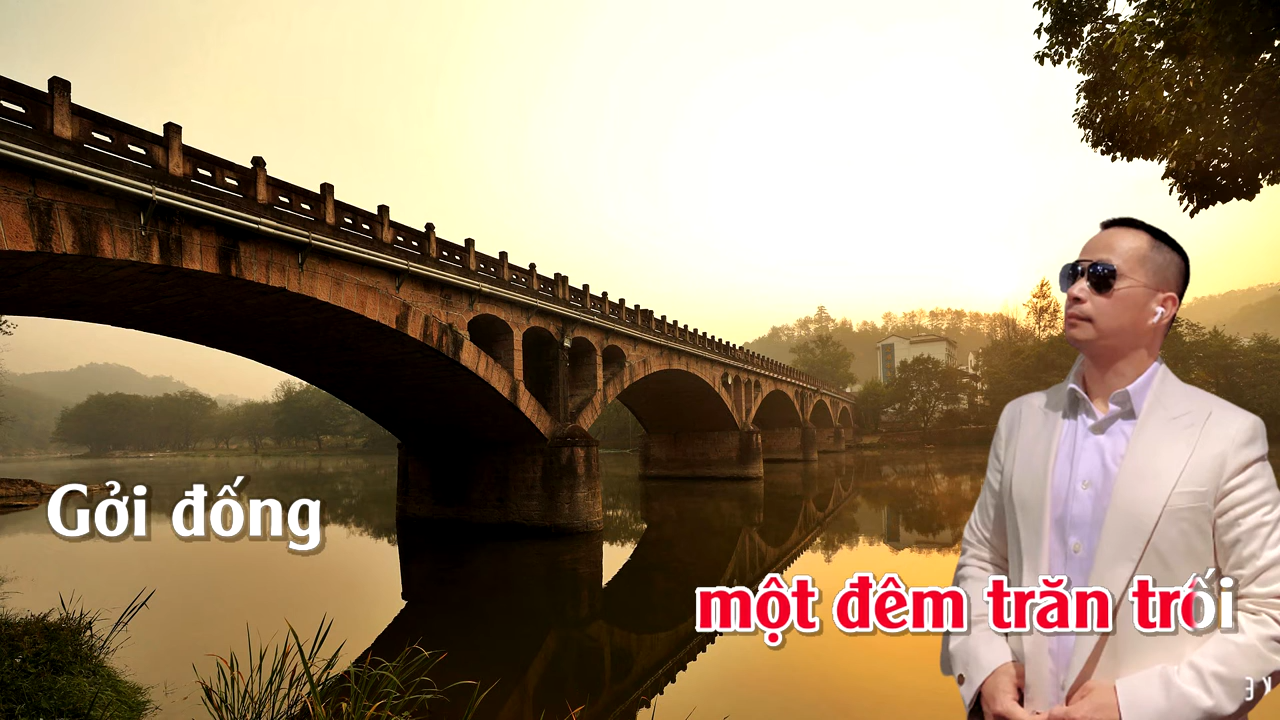 Gởi đống
một đêm trăn trối